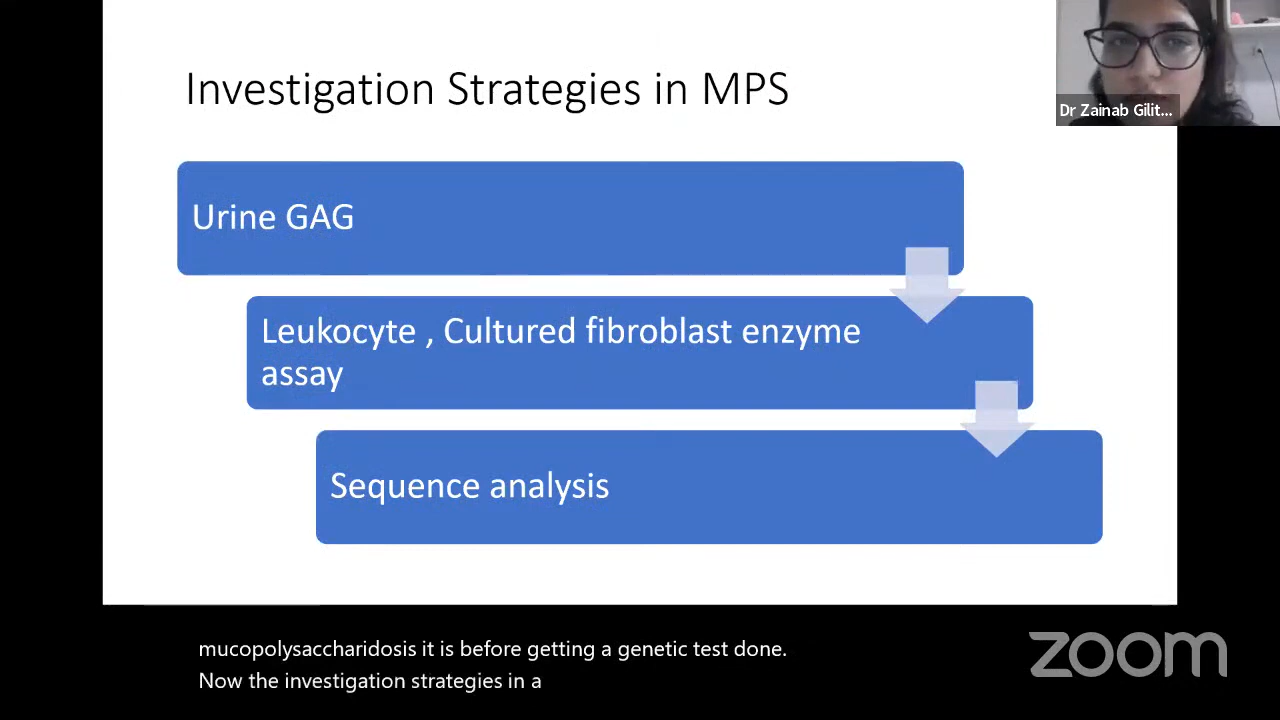 Investigation Strategies in MPS
Dr Zainab Gilit...
Urine GAG
Leukocyte , Cultured fibroblast enzyme
assay
Sequence analysis
mucopolysaccharidosis it is before getting a genetic test done.
Now the investigation strategies in a
zoom